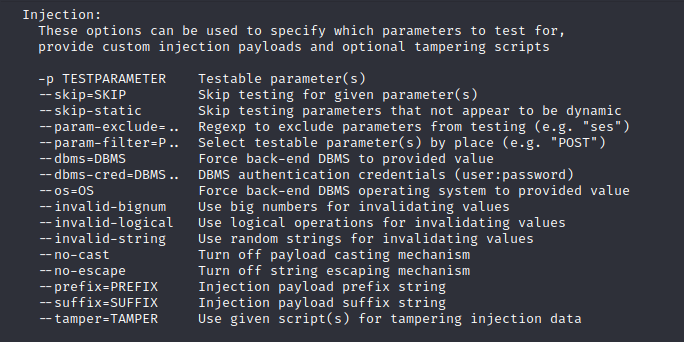 Injection:
These options can be used to specify which parameters to test for,
provide custom injection payloads and optional tampering scripts
-p TESTPARAMETER    Testable parameter(s)
--skip=SKIP         Skip testing for given parameter(s)
--skip-static       Skip testing parameters that not appear to be dynamic
--param-exclude=..  Regexp to exclude parameters from testing (e.g. "ses")
--param-filter=P..  Select testable parameter(s) by place (e.g. "POST")
--dbms=DBMS         Force back-end DBMS to provided value
--dbms-cred=DBMS..  DBMS authentication credentials (user:password)
--os=OS             Force back-end DBMS operating system to provided value
--invalid-bignum    Use big numbers for invalidating values
--invalid-logical   Use logical operations for invalidating values
--invalid-string    Use random strings for invalidating values
--no-cast           Turn off payload casting mechanism
--no-escape         Turn off string escaping mechanism
--prefix=PREFIX     Injection payload prefix string
--suffix=SUFFIX     Injection payload suffix string
--tamper=TAMPER     Use given script(s) for tampering injection data